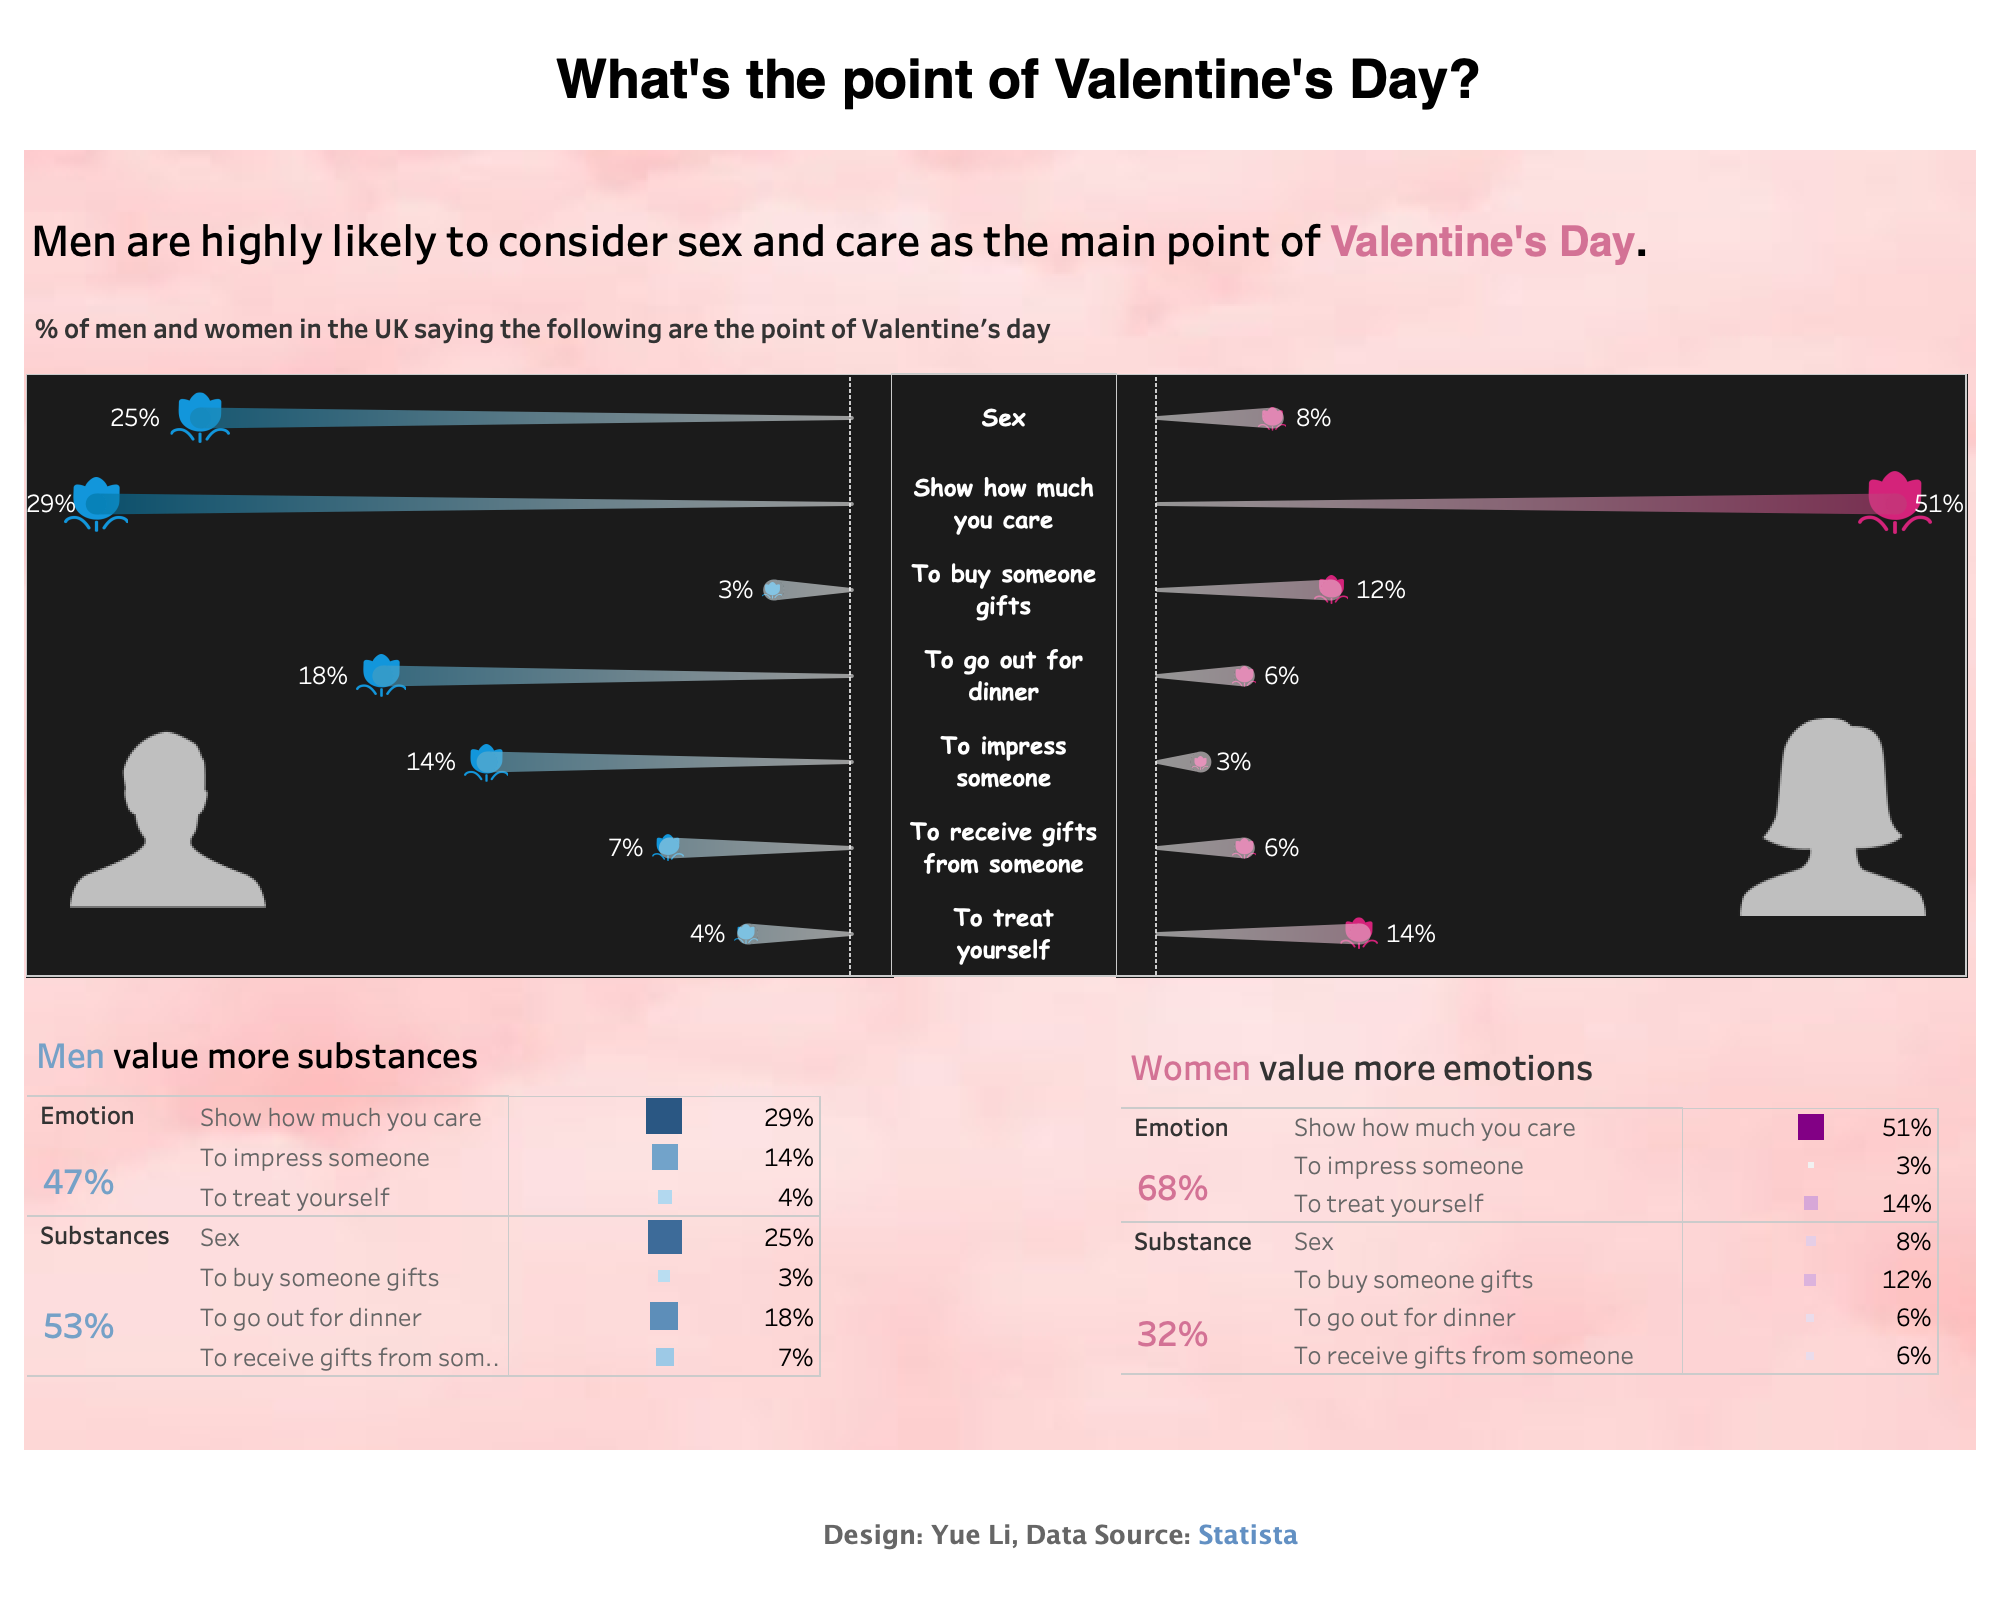 What's the point of Valentine's Day?
Men are highly likely to consider sex and care as the main point of Valentine's Day.
% of men and women in the UK saying the following are the point of Valentine’s day
25% Sex 8%
29% Show how much 51%
you care
3% To buy someone 12%
gifts
18% To go out for 6%
dinner
14% To impress 3%
someone
7% To receive gifts 6%
from someone
4% To treat 14%
yourself
Men value more substances
Emotion Show how much you care 29%
To impress someone 14%
47%
To treat yourself 4%
Substances Sex 25%
To buy someone gifts 3%
To go out for dinner 18%
53%
To receive gifts from som.. 7%
Women value more emotions
Emotion Show how much you care 51%
To impress someone 3%
68%
To treat yourself 14%
Substance Sex 8%
To buy someone gifts 12%
To go out for dinner 6%
32%
To receive gifts from someone 6%
Design: Yue Li, Data Source: Statista